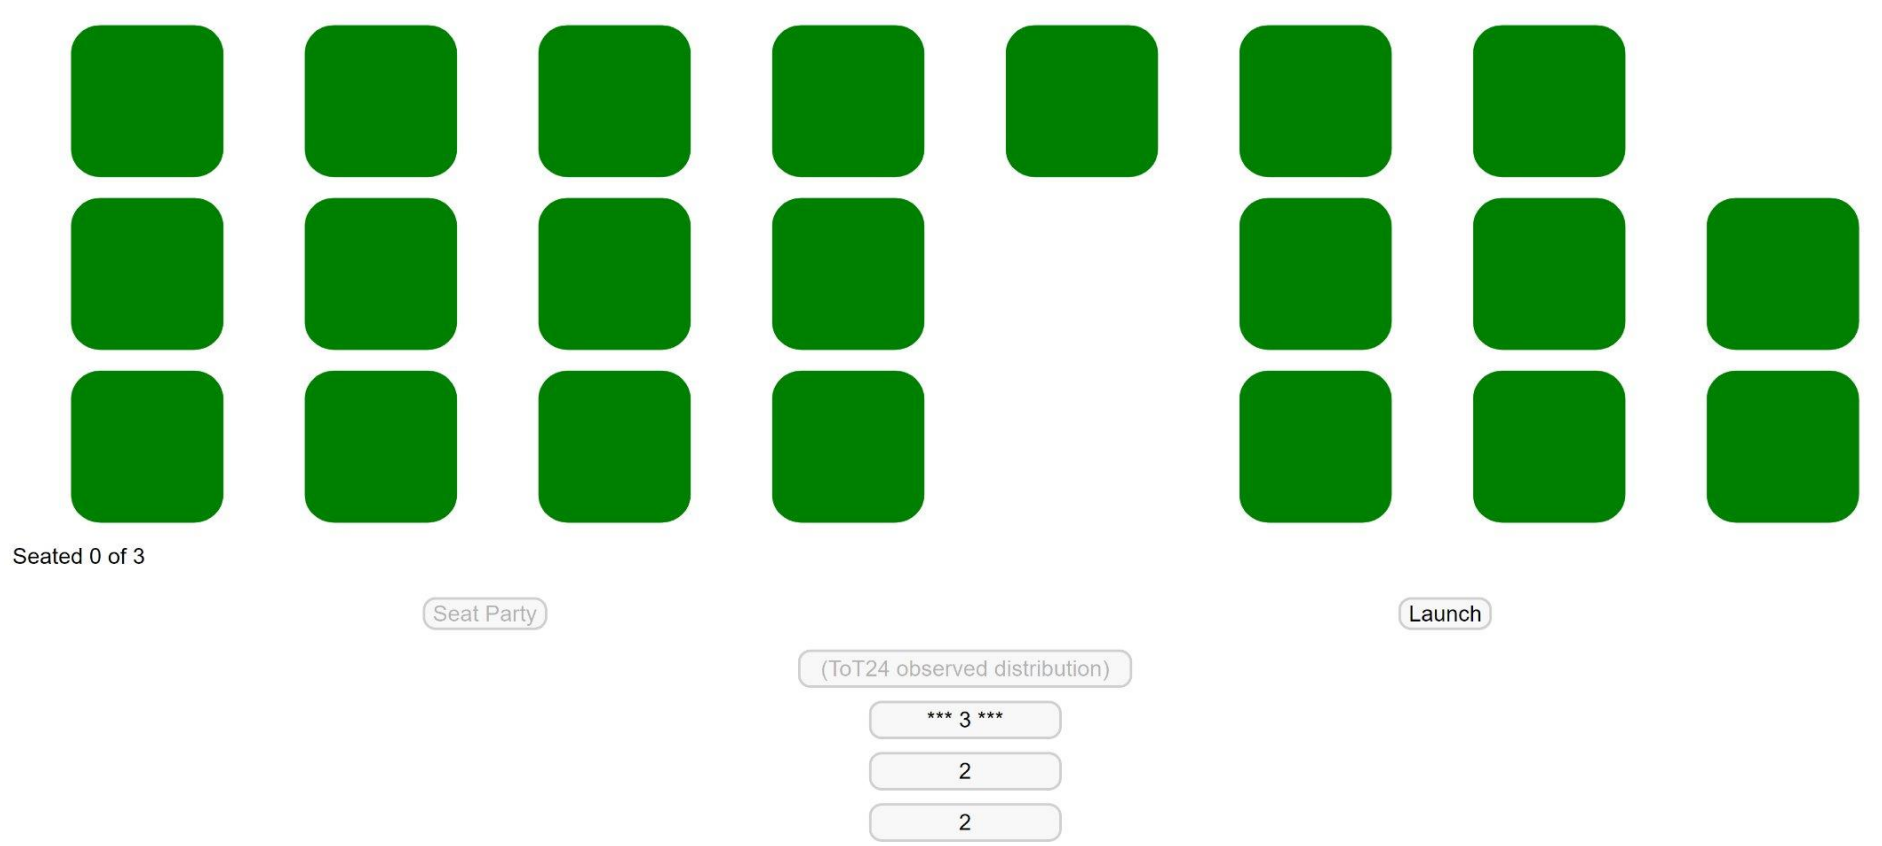 Seated 0 of 3
Seat Party
Launch
(ToT24 observed distribution)
*** 3 ***
2
2